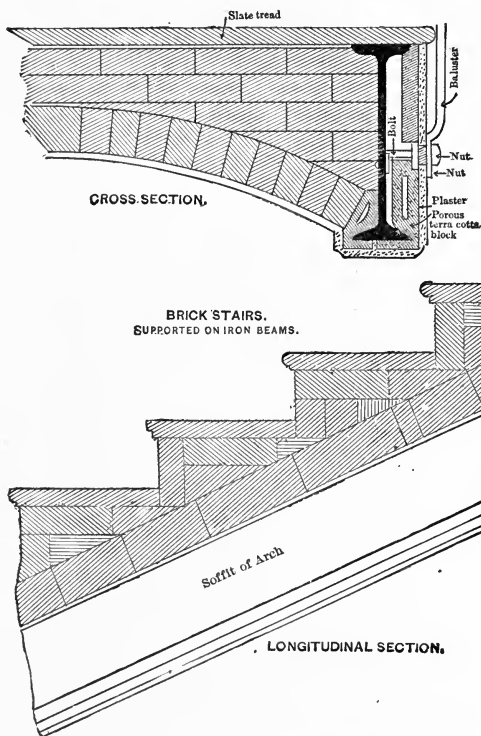 Slate tread
Baluster
Bolt
Nut.
Nut
CROSS SECTION.
Plaster
Porous
terra cotta
block
BRICK STAIRS.
SUPPORTED ON IRON BEAMS.
Soffit of Arch
LONGITUDINAL SECTION.